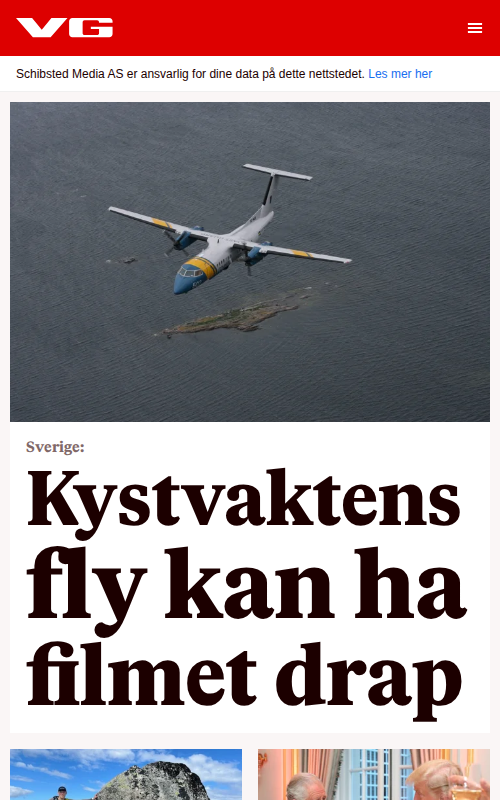 VG
Schibsted Media AS er ansvarlig for dine data på dette nettstedet. Les mer her
Sverige:
Kystvaktens
fly kan ha
filmet drap